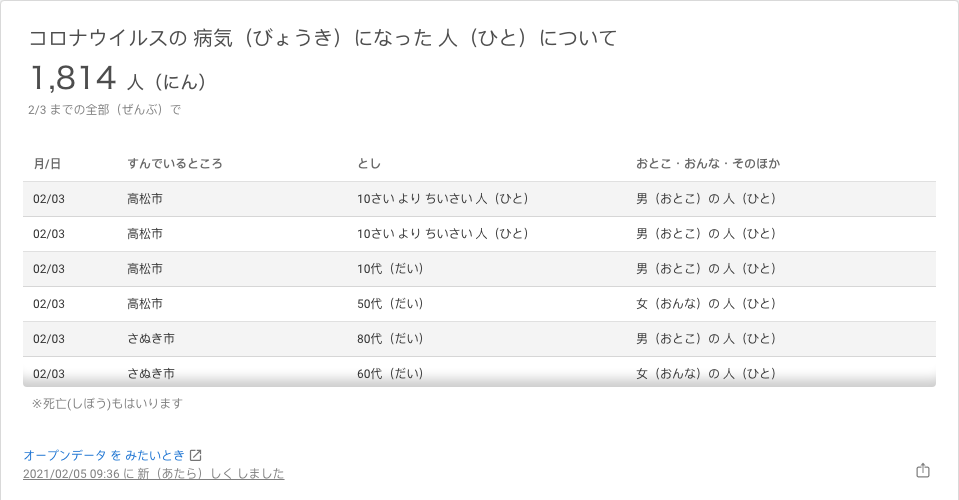 コロナウイルスの 病気（びょうき）になった 人（ひと）について
1,814 人（にん）
2/3 までの全部（ぜんぶ）で
月/日 すんでいるところ とし おとこ・おんな・そのほか
02/03 高松市 10さい より ちいさい 人（ひと） 男（おとこ）の 人（ひと）
02/03 高松市 10さい より ちいさい 人（ひと） 男（おとこ）の 人（ひと）
02/03 高松市 10代（だい） 男（おとこ）の 人（ひと）
02/03 高松市 50代（だい） 女（おんな）の 人（ひと）
02/03 さぬき市 80代（だい） 男（おとこ）の 人（ひと）
02/03 さぬき市 60代（だい） 女（おんな）の 人（ひと）
※死亡(しぼう)もはいります
オープンデータ を みたいとき
2021/02/05 09:36 に 新（あたら）しく しました